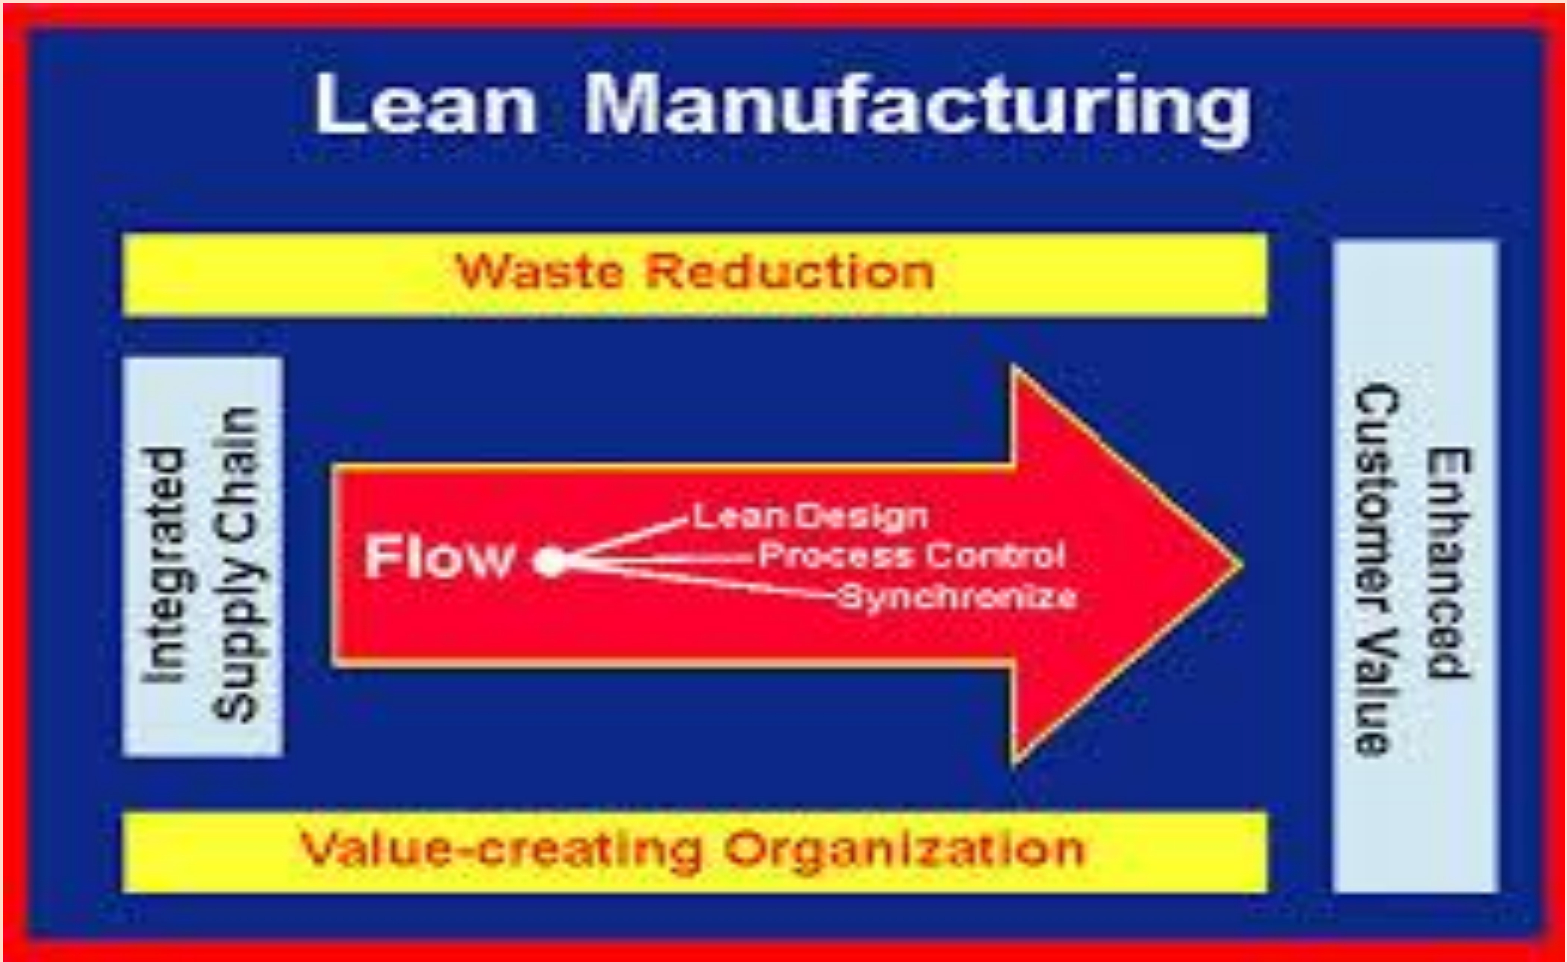 Lean Manufacturing
Waste Reduction
Integrated
Supply Chain
Flow
Lean Design
Process Control
Synchronize
Enhanced
Customer Value
Value-creating Organization